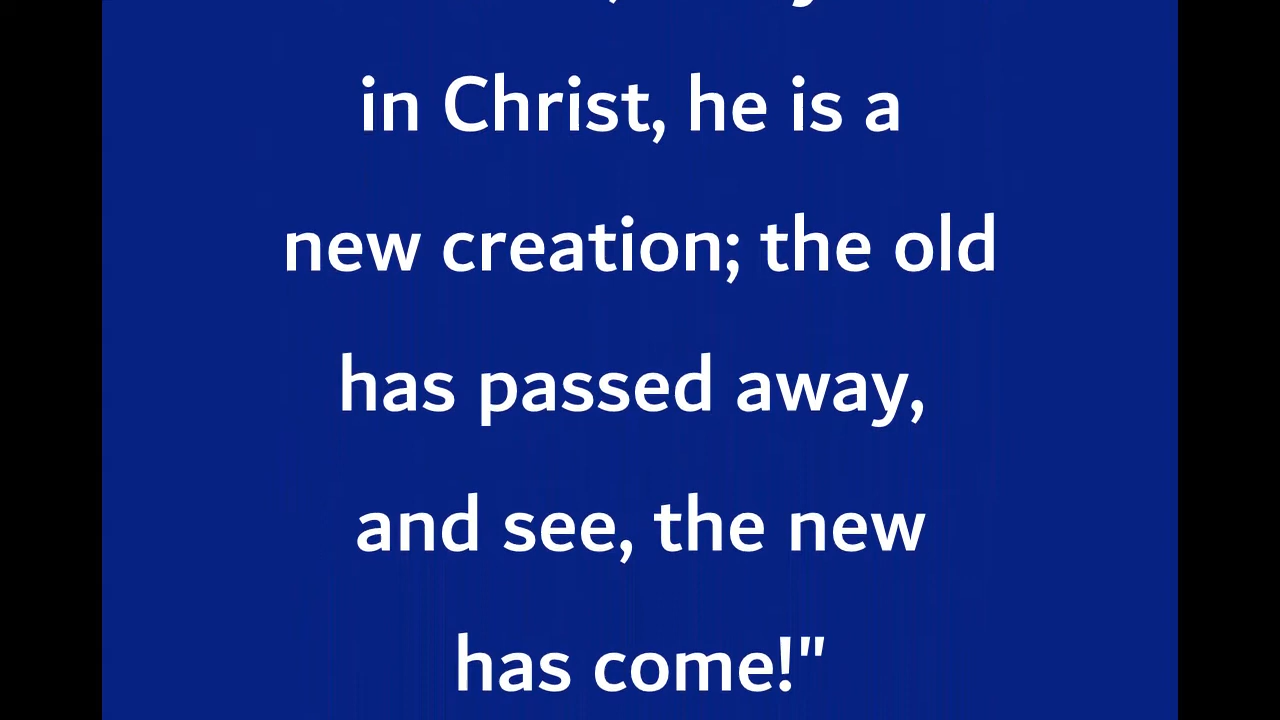 in Christ, he is a
new creation; the old
has passed away,
and see, the new
has come!"